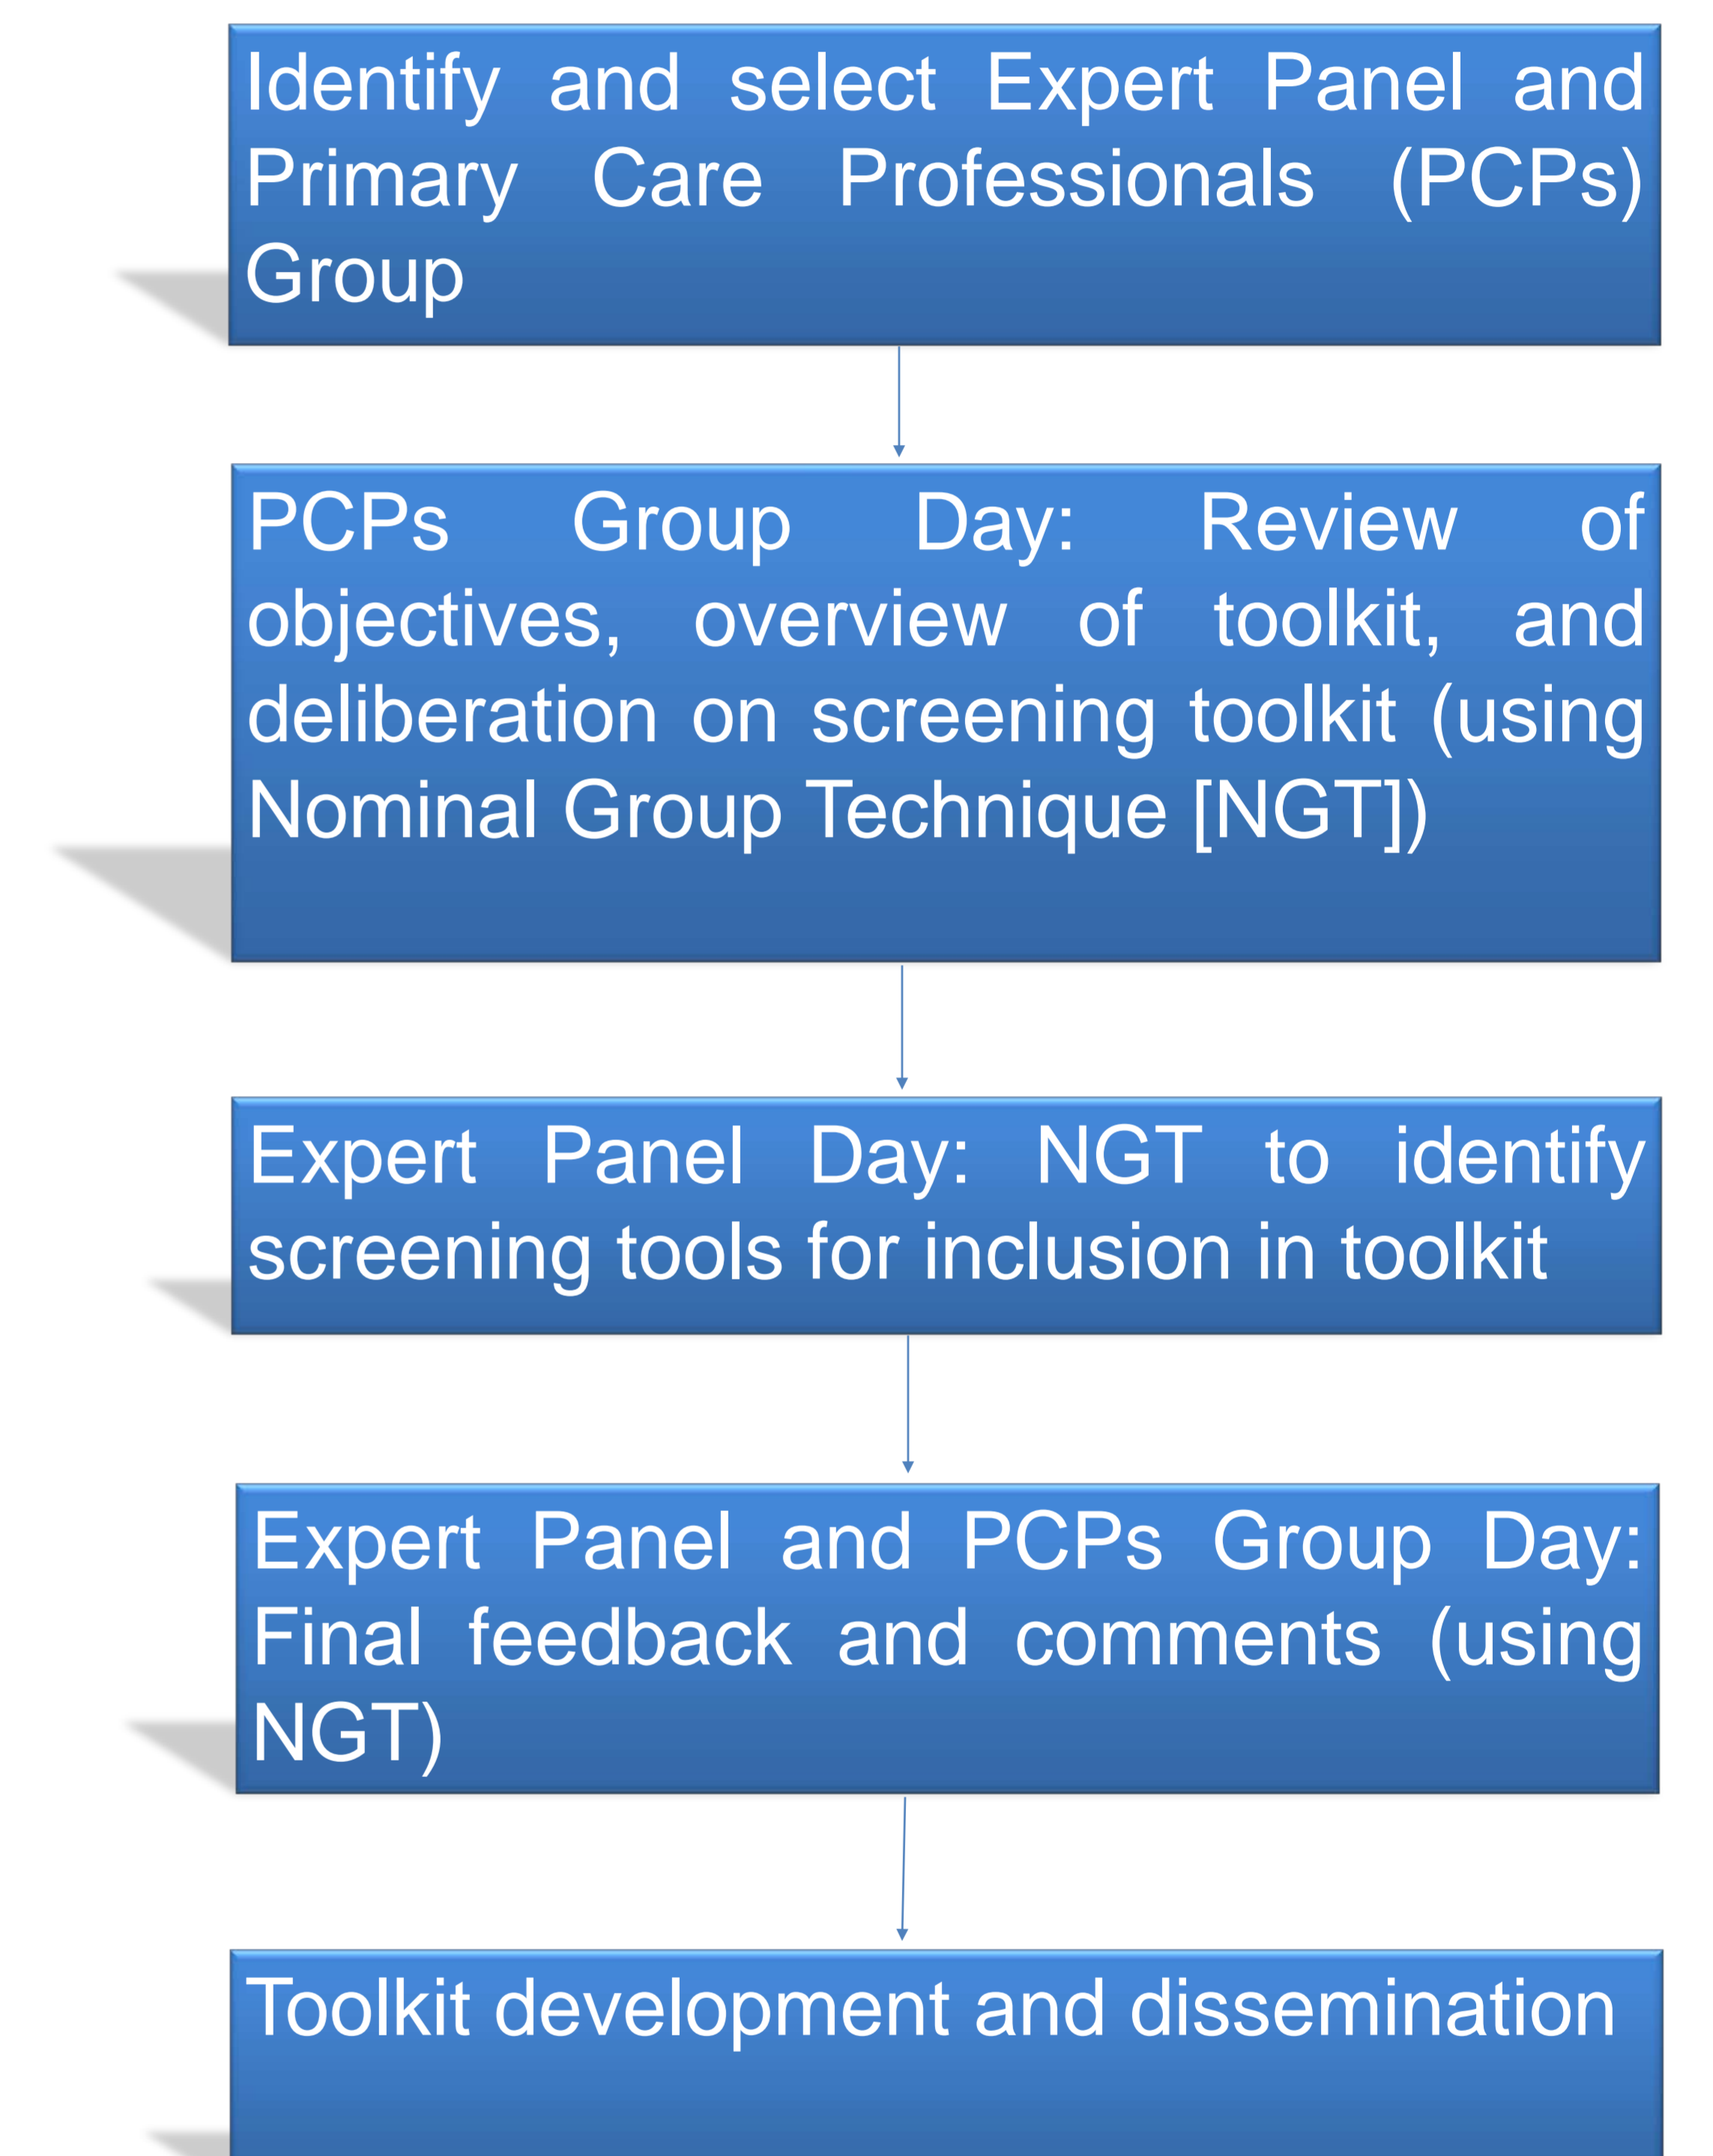 Identify and select Expert Panel and
Primary Care Professionals (PCPs)
Group
PCPs Group Day: Review of
objectives, overview of toolkit, and
deliberation on screening toolkit (using
Nominal Group Technique [NGT])
Expert Panel Day: NGT to identify
screening tools for inclusion in toolkit
Expert Panel and PCPs Group Day:
Final feedback and comments (using
NGT)
Toolkit development and dissemination